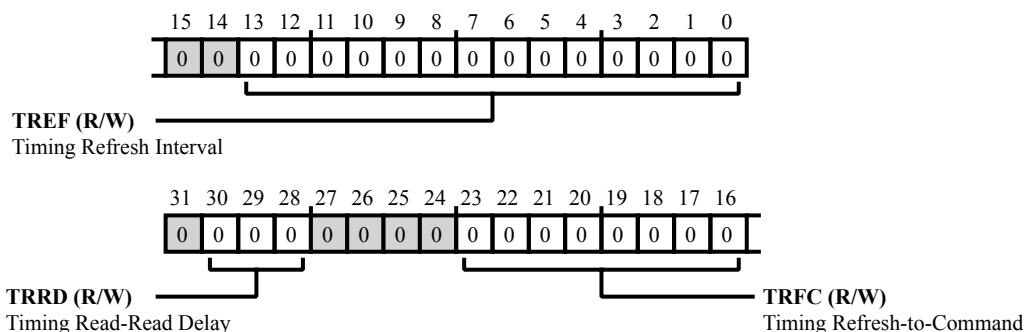 15 14 13 12 11 10 9 8 7 6 5 4 3 2 1 0
0 0 0 0 0 0 0 0 0 0 0 0 0 0 0 0
TREF (R/W)
Timing Refresh Interval
31 30 29 28 27 26 25 24 23 22 21 20 19 18 17 16
0 0 0 0 0 0 0 0 0 0 0 0 0 0 0 0
TRRD (R/W)
Timing Read-Read Delay
TRFC (R/W)
Timing Refresh-to-Command